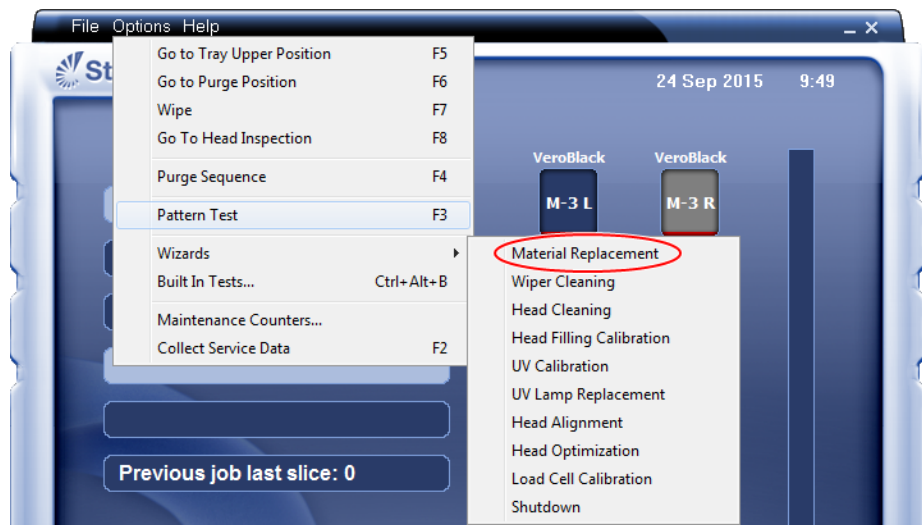 File Options Help
St
24 Sep 2015 9:49
Go to Tray Upper Position F5
Go to Purge Position F6
Wipe F7
Go To Head Inspection F8
Purge Sequence F4
Pattern Test F3
Wizards
Built In Tests... Ctrl+Alt+B
Maintenance Counters...
Collect Service Data F2
VeroBlack VeroBlack
M-3 L M-3 R
Material Replacement
Wiper Cleaning
Head Cleaning
Head Filling Calibration
UV Calibration
UV Lamp Replacement
Head Alignment
Head Optimization
Load Cell Calibration
Shutdown
Previous job last slice: 0